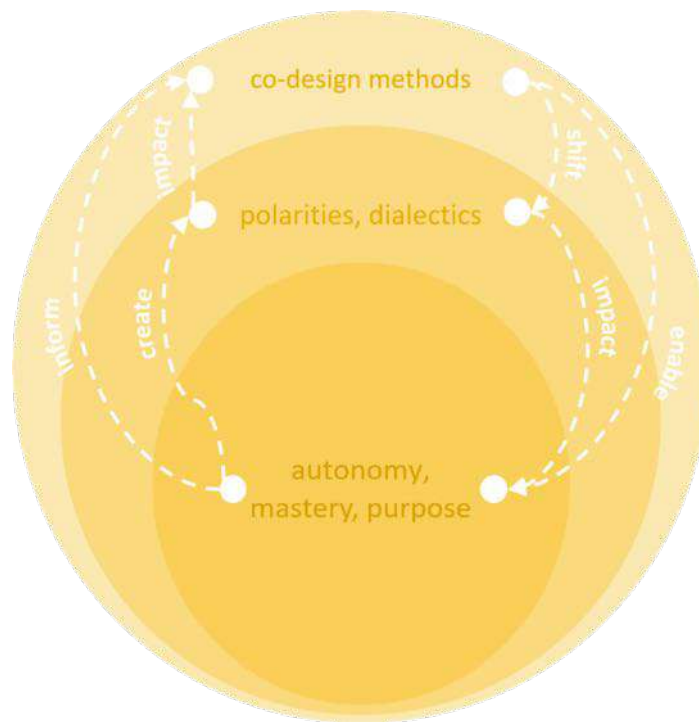 co-design methods
impact
shift
polarities, dialectics
inform
create
impact
enable
autonomy,
mastery, purpose